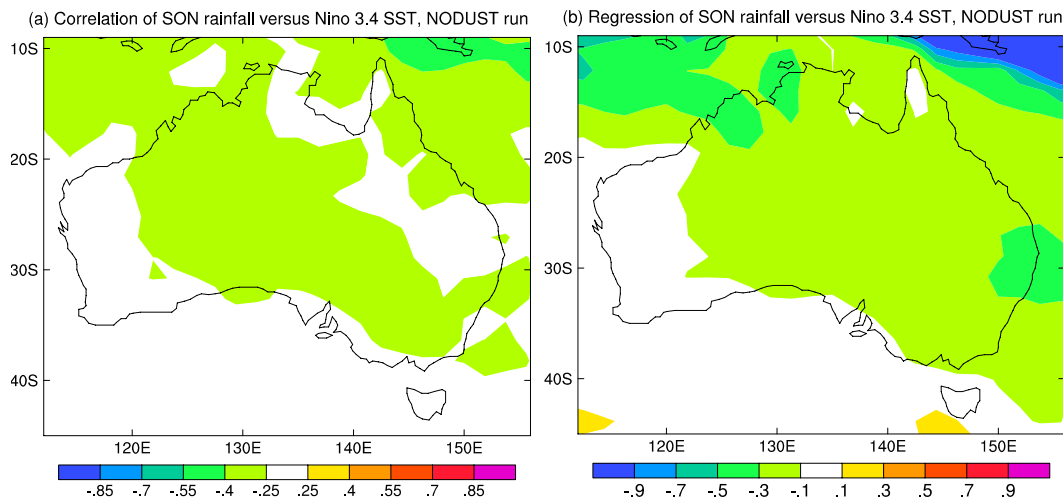 (a) Correlation of SON rainfall versus Nino 3.4 SST, NODUST run
10S
20S
30S
40S
120E 130E 140E 150E
-.85 -.7 -.55 -.4 -.25 .25 .4 .55 .7 .85
(b) Regression of SON rainfall versus Nino 3.4 SST, NODUST run
10S
20S
30S
40S
120E 130E 140E 150E
-.9 -.7 -.5 -.3 -.1 .1 .3 .5 .7 .9